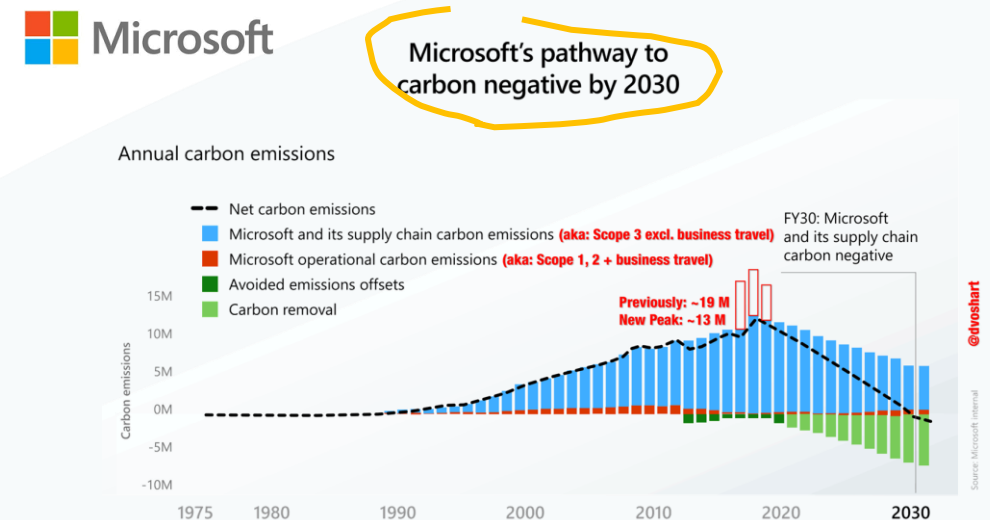 Microsoft
Microsoft's pathway to
carbon negative by 2030
Annual carbon emissions
Net carbon emissions
Microsoft and its supply chain carbon emissions (aka: Scope 3 excl. business travel)
Microsoft operational carbon emissions (aka: Scope 1, 2 + business travel)
Avoided emissions offsets
Carbon removal
FY30: Microsoft
and its supply chain
carbon negative
Previously: ~19 M
New Peak: ~13 M
@dvoshart
Carbon emissions
15M
10M
5M
0M
-5M
-10M
Source: Microsoft internal
1975 1980 1990 2000 2010 2020 2030